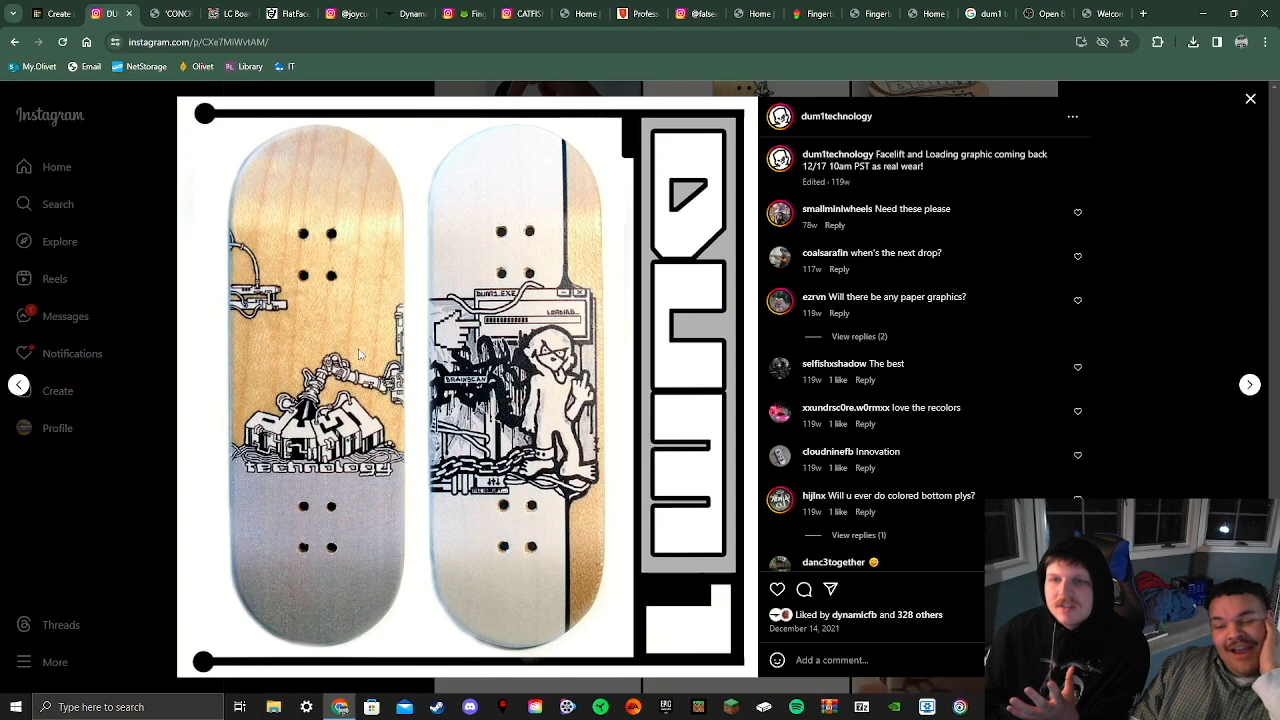 instagram.com/p/CXe7MiWvtAM/
My.Olivet
Email
NetStorage
Olivet
Library
IT
Instagram
Home
Search
Explore
Reels
1
Messages
Notifications
Create
Profile
Threads
More
DUM1.EXE
LOADING...
BRAINSCAN
technology
DECK
dum1technology
dum1technology Facelift and Loading graphic coming back
12/17 10am PST as real wear!
Edited · 119w
smallminiwheels Need these please
78w Reply
coalsarafin when's the next drop?
117w Reply
ezrvn Will there be any paper graphics?
119w Reply
View replies (2)
selfishxshadow The best
119w 1 like Reply
xxundrsc0re.w0rmxx love the recolors
119w 1 like Reply
cloudninefb Innovation
119w 1 like Reply
hijlnx Will u ever do colored bottom plys?
119w 1 like Reply
View replies (1)
danc3together 😊
Liked by dynamicfb and 328 others
December 14, 2021
Add a comment...
Type here to search